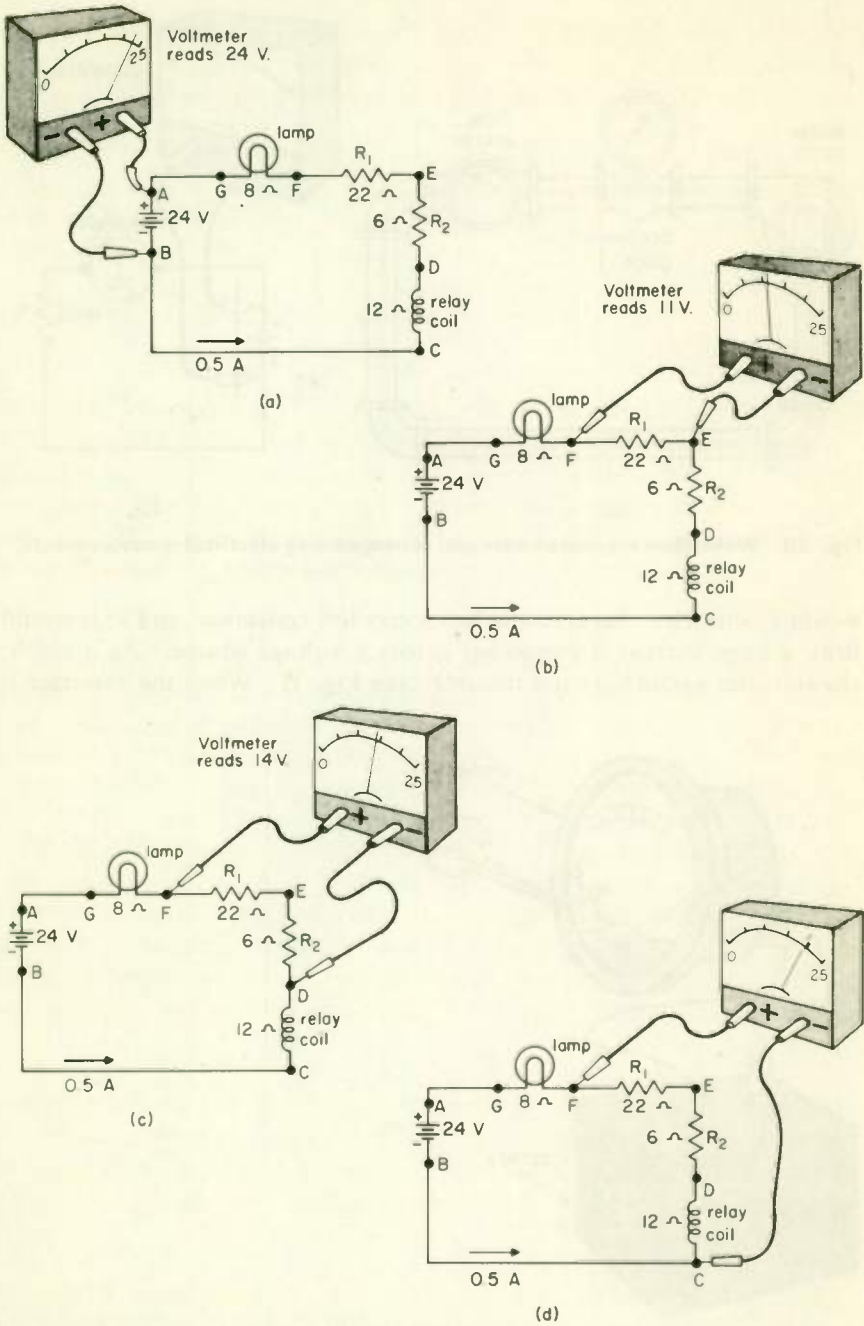 Voltmeter
reads 24 V.
0
25
- +
lamp
A
G 8 Ω F
R1
22 Ω
E
+
24 V
-
6 Ω R2
B
D
12 Ω relay
coil
0.5 A
C
(a)
Voltmeter
reads 11 V.
0
25
+ -
lamp
A
G 8 Ω F
R1
22 Ω
E
+
24 V
-
6 Ω R2
B
D
12 Ω relay
coil
0.5 A
C
(b)
Voltmeter
reads 14 V.
0
25
+ -
lamp
A
G 8 Ω F
R1
22 Ω
E
+
24 V
-
6 Ω R2
B
D
12 Ω relay
coil
0.5 A
C
(c)
0
25
+ -
lamp
A
G 8 Ω F
R1
22 Ω
E
+
24 V
-
6 Ω R2
B
D
12 Ω relay
coil
0.5 A
C
(d)